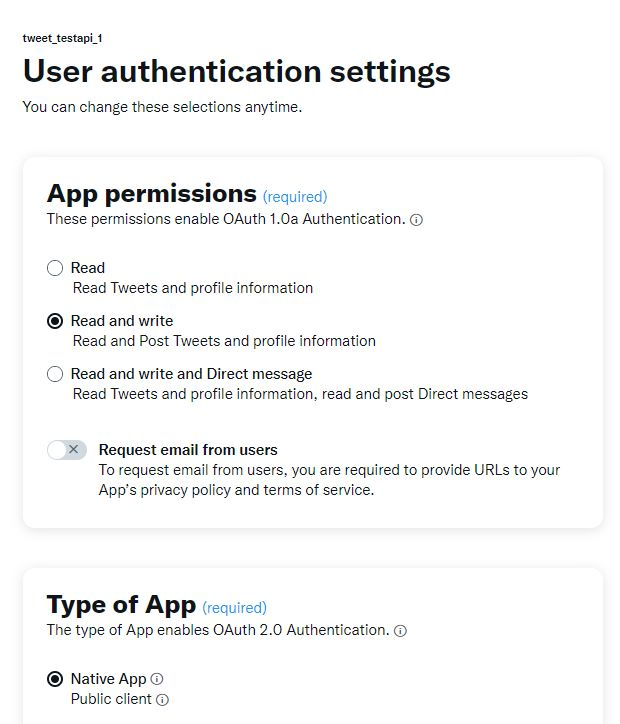 tweet_testapi_1
User authentication settings
You can change these selections anytime.
App permissions (required)
These permissions enable OAuth 1.0a Authentication.
Read
Read Tweets and profile information
Read and write
Read and Post Tweets and profile information
Read and write and Direct message
Read Tweets and profile information, read and post Direct messages
Request email from users
To request email from users, you are required to provide URLs to your
App’s privacy policy and terms of service.
Type of App (required)
The type of App enables OAuth 2.0 Authentication.
Native App
Public client